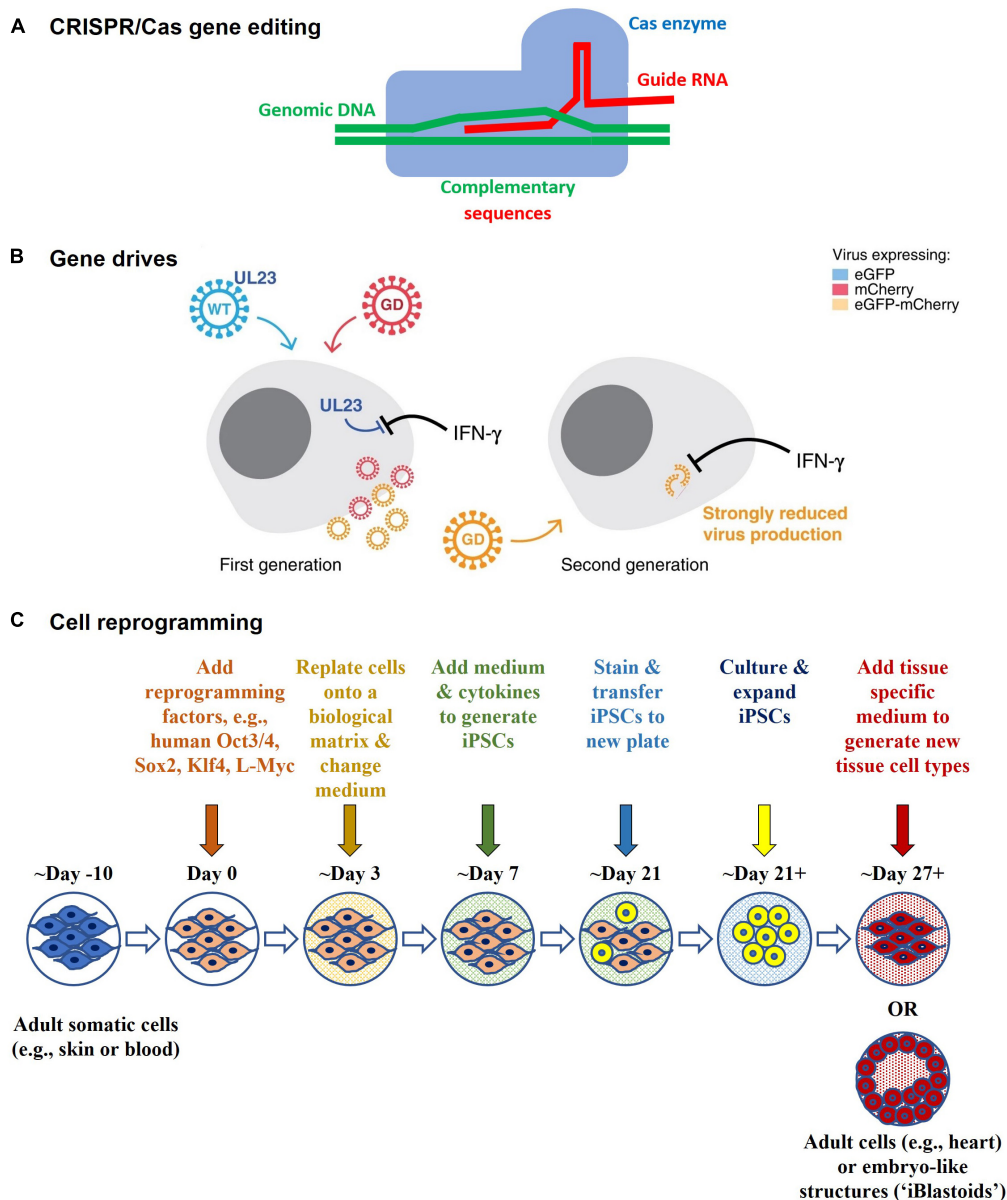 A CRISPR/Cas gene editing
Cas enzyme
Guide RNA
Genomic DNA
Complementary
sequences
B Gene drives
Virus expressing:
eGFP
mCherry
eGFP-mCherry
UL23
WT
GD
UL23
IFN-γ
IFN-γ
Strongly reduced
virus production
GD
First generation
Second generation
C Cell reprogramming
Add
reprogramming
factors, e.g.,
human Oct3/4,
Sox2, Klf4, L-Myc
Replate cells
onto a
biological
matrix &
change
medium
Add medium
& cytokines
to generate
iPSCs
Stain &
transfer
iPSCs to
new plate
Culture &
expand
iPSCs
Add tissue
specific
medium to
generate new
tissue cell types
~Day -10
Day 0
~Day 3
~Day 7
~Day 21
~Day 21+
~Day 27+
Adult somatic cells
(e.g., skin or blood)
OR
Adult cells (e.g., heart)
or embryo-like
structures (‘iBlastoids’)